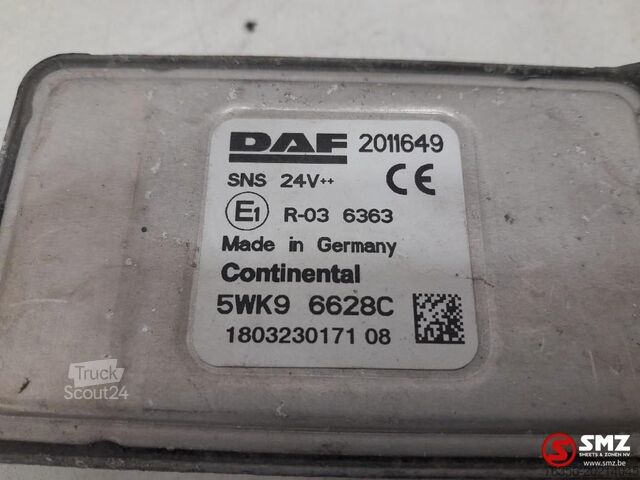 DAF 2011649
SNS 24V++ CE
E1 R-03 6363
Made in Germany
Continental
5WK9 6628C
1803230171 08
Truck
Scout24
SMZ
SHEETS & ZONEN NV
www.smz.be